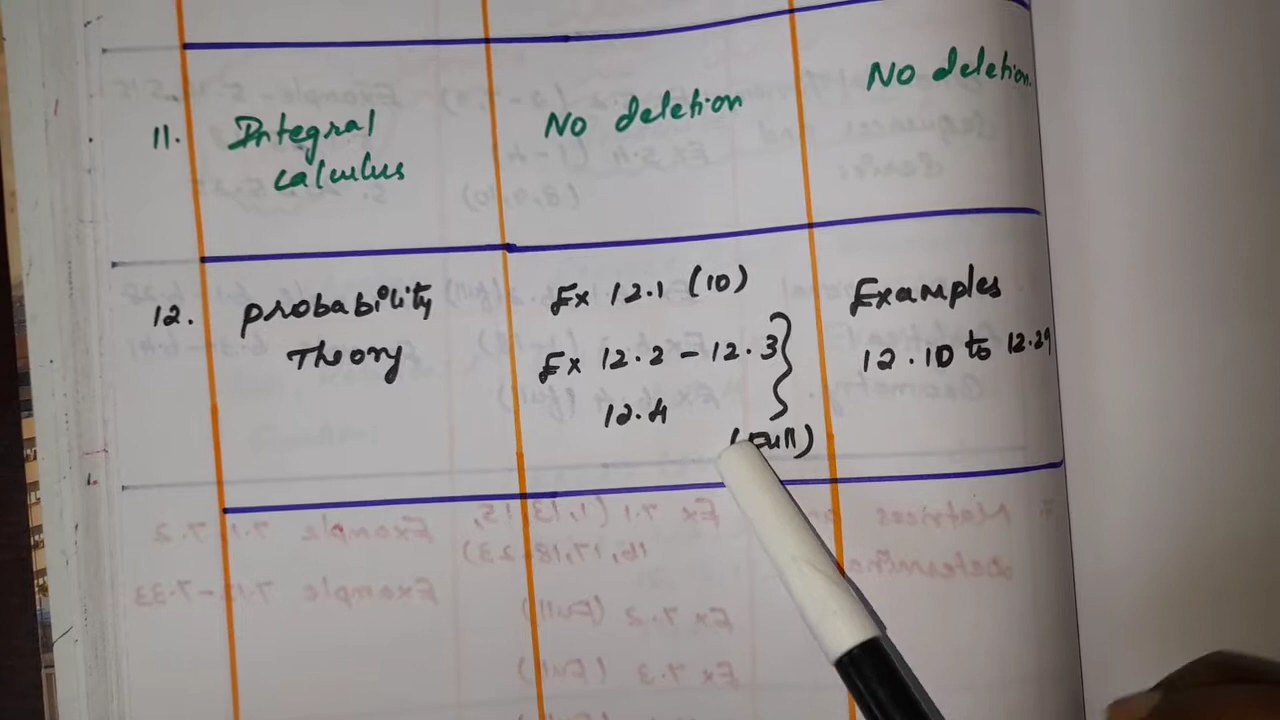 11. Integral calculus
No deletion
No deletion
12. probability Theory
Ex 12.1 (10)
Ex 12.2 - 12.3
12.4
(Full)
Examples
12.10 to 12.29